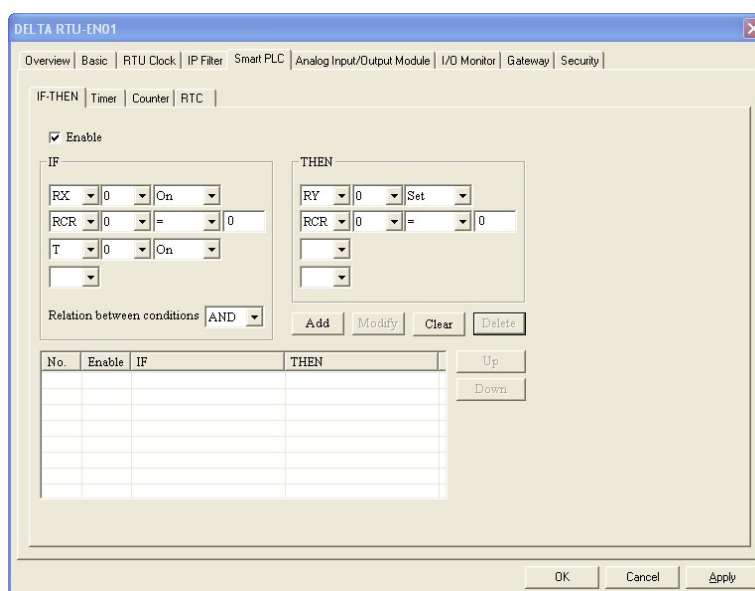 DELTA RTU-EN01
Overview Basic RTU Clock IP Filter Smart PLC Analog Input/Output Module I/O Monitor Gateway Security
IF-THEN Timer Counter RTC
Enable
IF
THEN
RX 0 On
RY 0 Set
RCR 0 = 0
RCR 0 = 0
T 0 On
Relation between conditions AND
Add Modify Clear Delete
No. Enable IF THEN
Up
Down
OK Cancel Apply